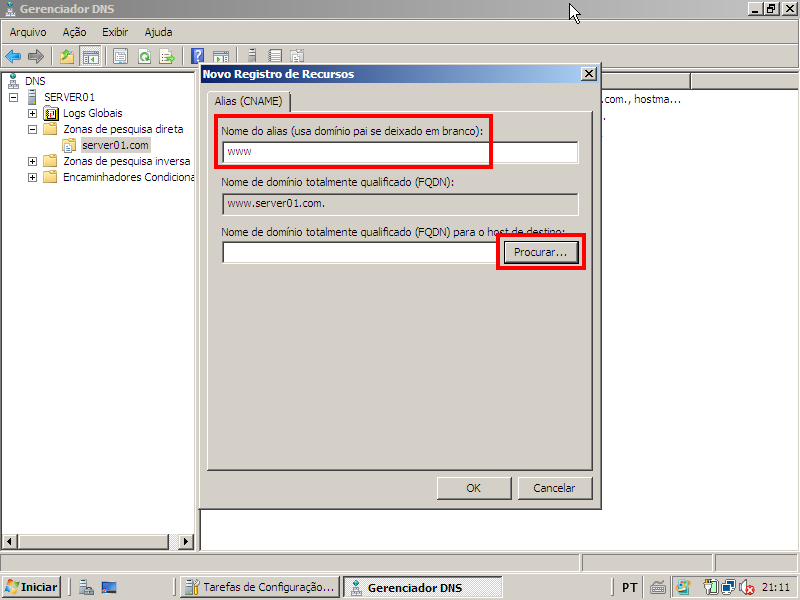 Gerenciador DNS
Arquivo Ação Exibir Ajuda
DNS
SERVER01
Logs Globais
Zonas de pesquisa direta
server01.com
Zonas de pesquisa inversa
Encaminhadores Condiciona
.com., hostma...
.
Novo Registro de Recursos
Alias (CNAME)
Nome do alias (usa domínio pai se deixado em branco):
www
Nome de domínio totalmente qualificado (FQDN):
www.server01.com.
Nome de domínio totalmente qualificado (FQDN) para o host de destino:
Procurar...
OK Cancelar
Iniciar Tarefas de Configuração... Gerenciador DNS PT 21:11